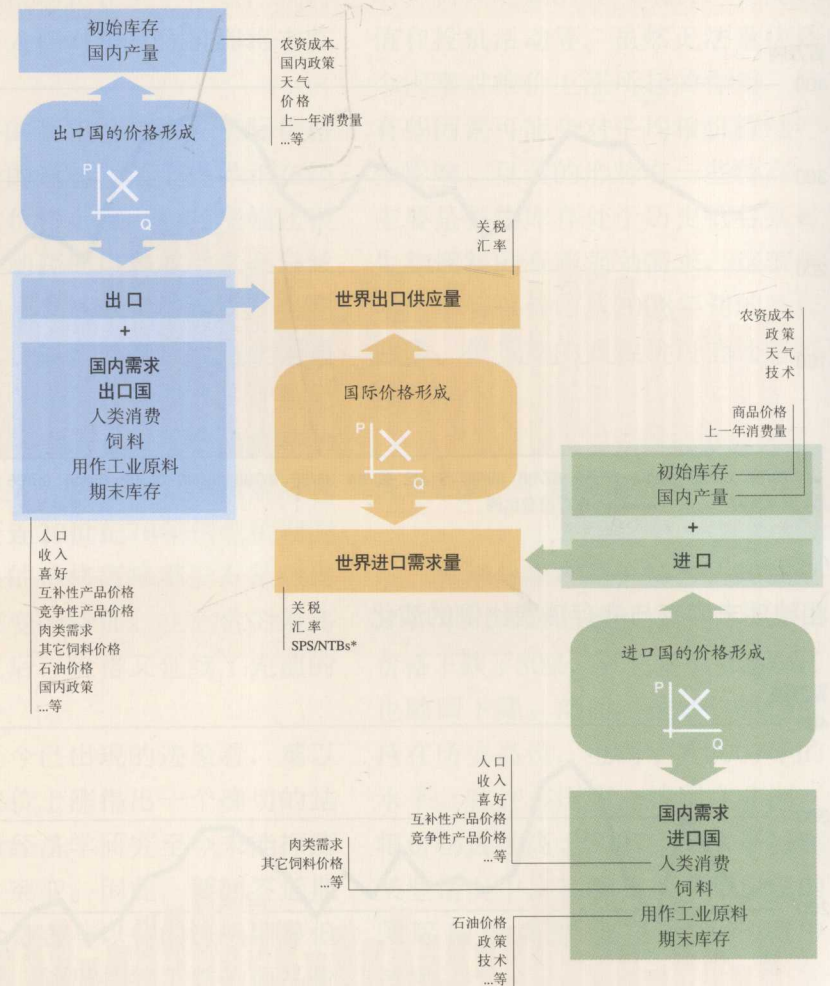 初始库存
国内产量
农资成本
国内政策
天气
价格
上一年消费量
...等
出口国的价格形成
P
Q
出口
+
国内需求
出口国
人类消费
饲料
用作工业原料
期末库存
人口
收入
喜好
互补性产品价格
竞争性产品价格
肉类需求
其它饲料价格
石油价格
国内政策
...等
关税
汇率
世界出口供应量
国际价格形成
P
Q
世界进口需求量
关税
汇率
SPS/NTBs*
农资成本
政策
天气
技术
商品价格
上一年消费量
初始库存
国内产量
+
进口
进口国的价格形成
P
Q
人口
收入
喜好
互补性产品价格
竞争性产品价格
...等
肉类需求
其它饲料价格
...等
石油价格
政策
技术
...等
国内需求
进口国
人类消费
饲料
用作工业原料
期末库存